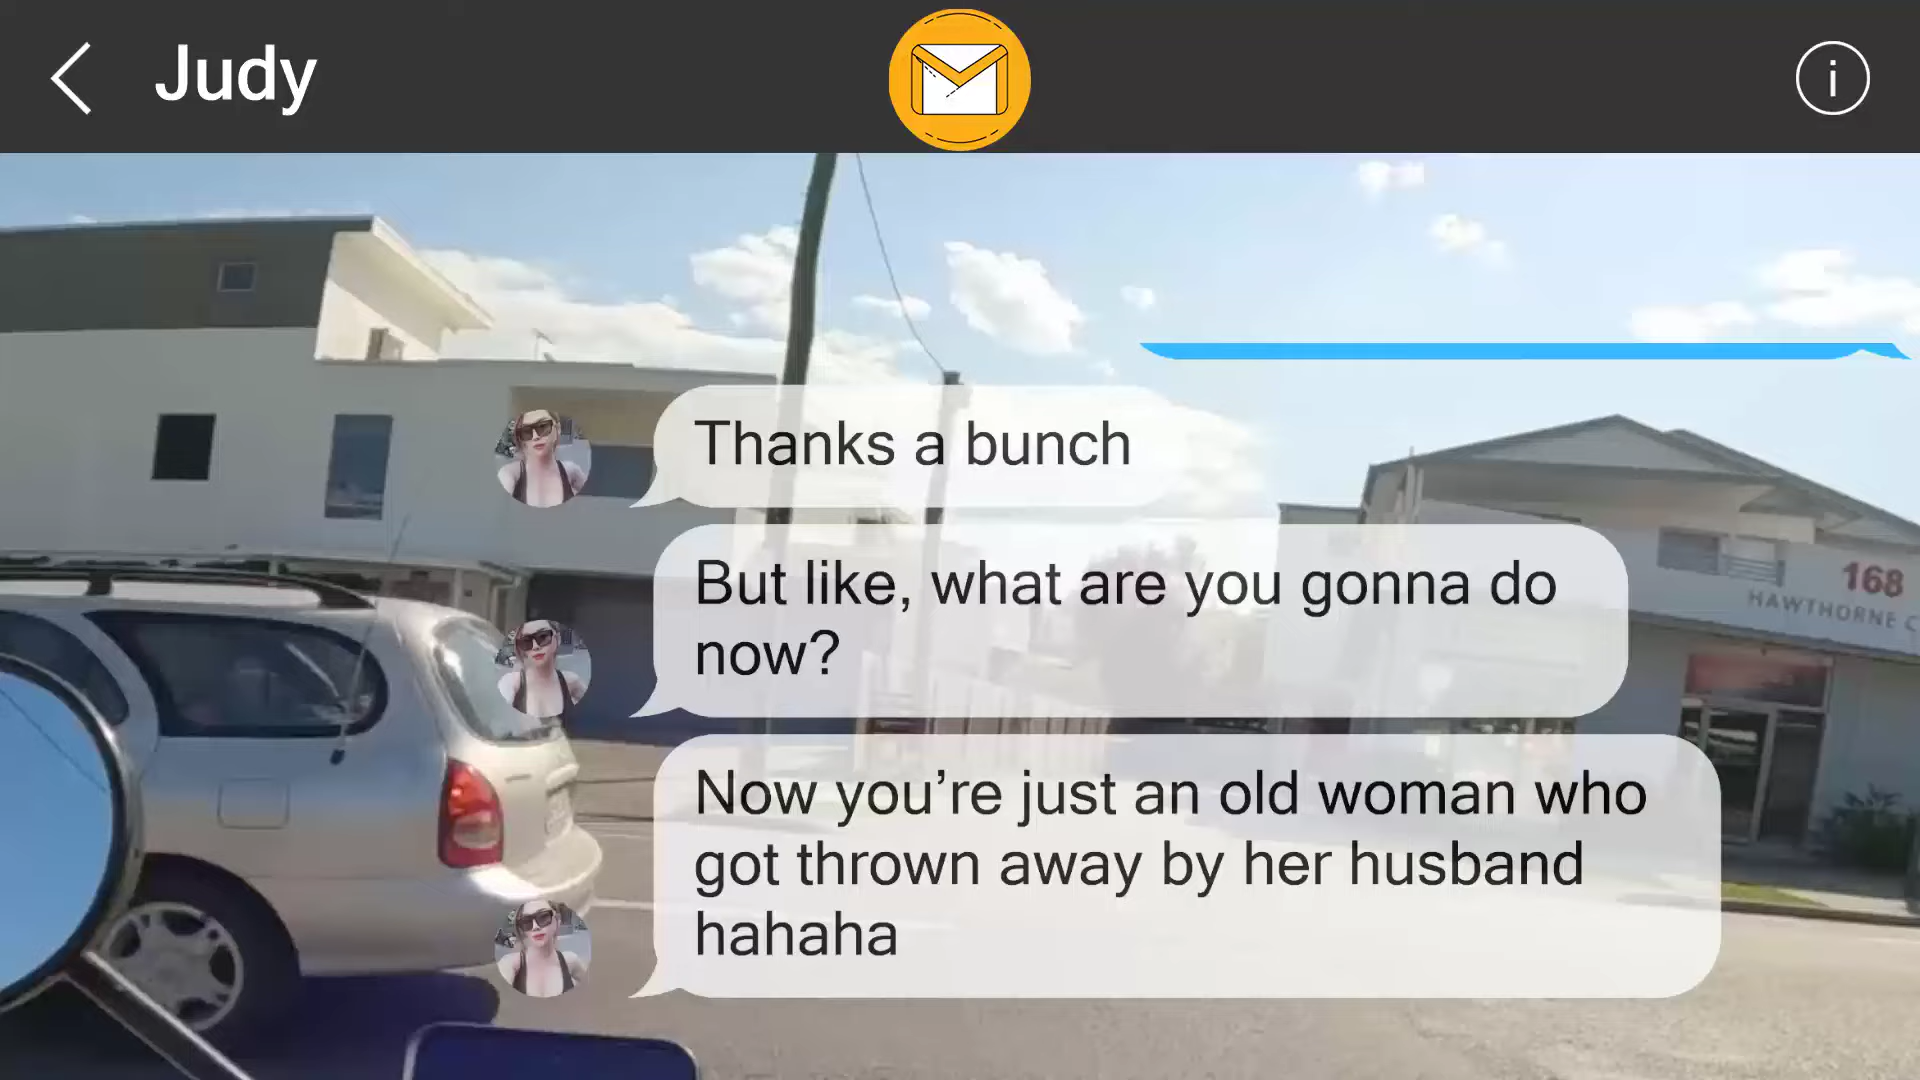 Judy
i
Thanks a bunch
But like, what are you gonna do
now?
Now you’re just an old woman who
got thrown away by her husband
hahaha
168
HAWTHORNE C